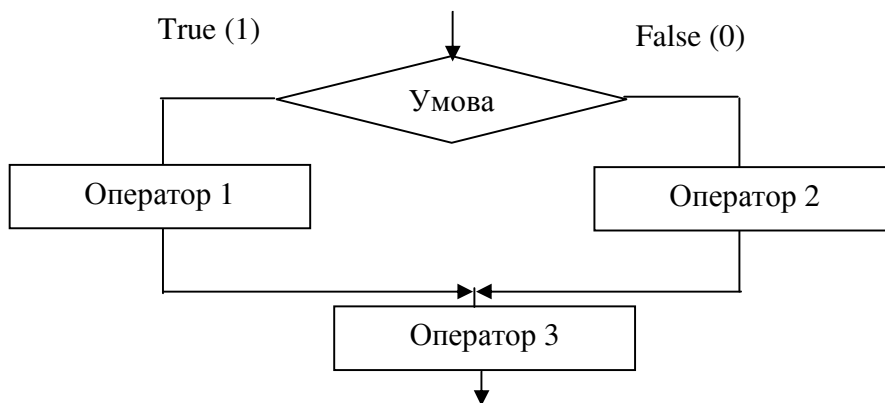 True (1)
False (0)
Умова
Оператор 1
Оператор 2
Оператор 3